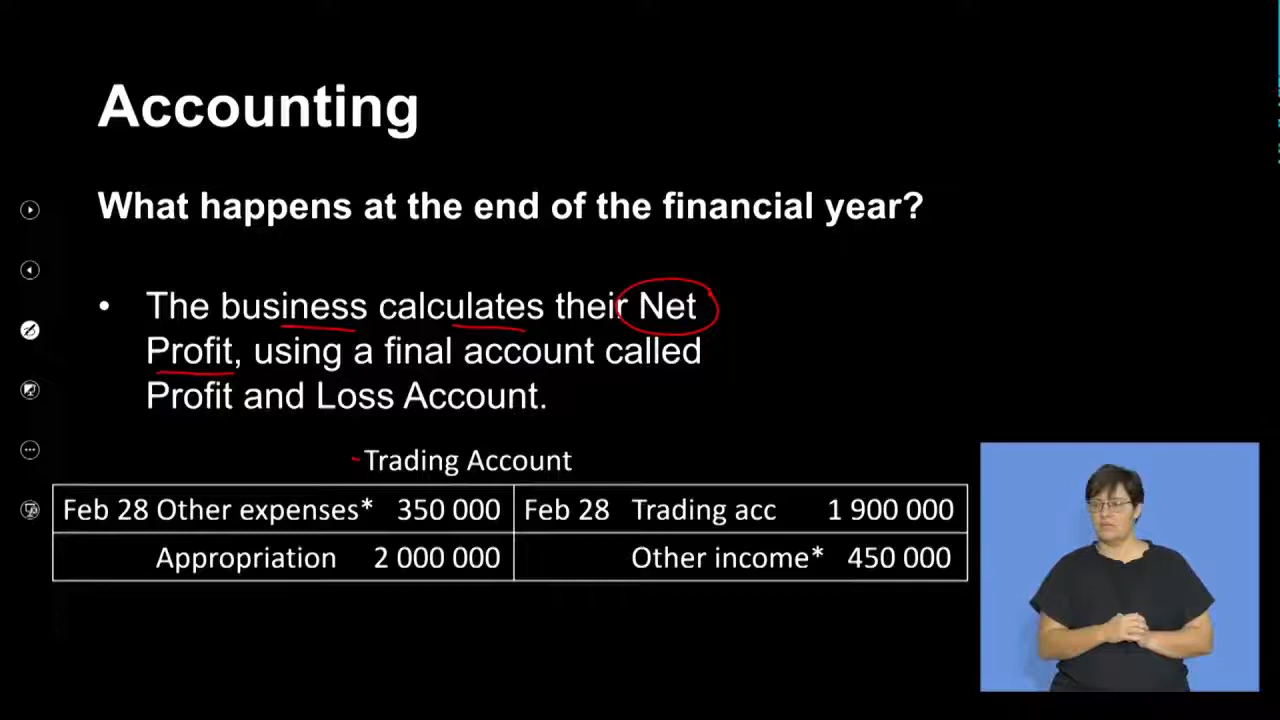 Accounting
What happens at the end of the financial year?
• The business calculates their Net
Profit, using a final account called
Profit and Loss Account.
Trading Account
Feb 28 Other expenses* 350 000 Feb 28 Trading acc 1 900 000
Appropriation 2 000 000 Other income* 450 000